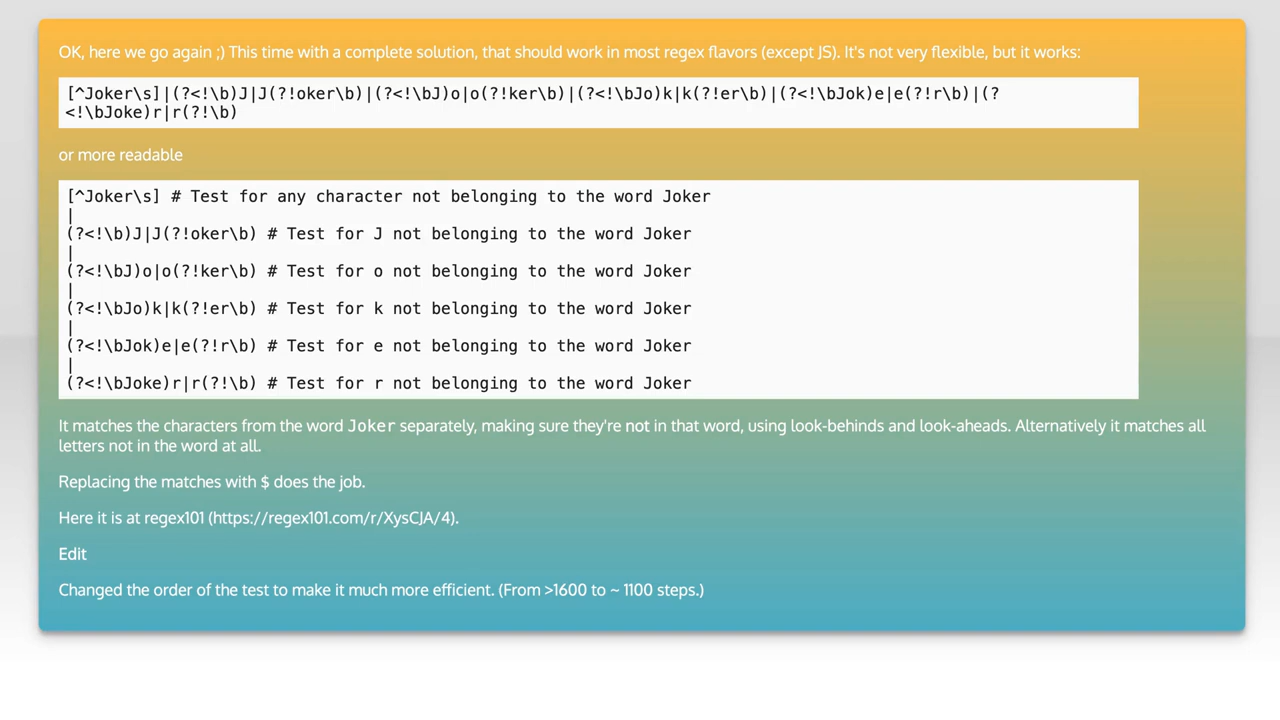 OK, here we go again ;) This time with a complete solution, that should work in most regex flavors (except JS). It's not very flexible, but it works:
[^Joker\s]|(?<!\b)J|J(?!oker\b)|(?<!\bJ)o|o(?!ker\b)|(?<!\bJo)k|k(?!er\b)|(?<!\bJok)e|e(?!r\b)|(?
<!\bJoke)r|r(?!\b)
or more readable
[^Joker\s] # Test for any character not belonging to the word Joker
|
(?<!\b)J|J(?!oker\b) # Test for J not belonging to the word Joker
|
(?<!\bJ)o|o(?!ker\b) # Test for o not belonging to the word Joker
|
(?<!\bJo)k|k(?!er\b) # Test for k not belonging to the word Joker
|
(?<!\bJok)e|e(?!r\b) # Test for e not belonging to the word Joker
|
(?<!\bJoke)r|r(?!\b) # Test for r not belonging to the word Joker
It matches the characters from the word Joker separately, making sure they're not in that word, using look-behinds and look-aheads. Alternatively it matches all
letters not in the word at all.
Replacing the matches with $ does the job.
Here it is at regex101 (https://regex101.com/r/XysCJA/4).
Edit
Changed the order of the test to make it much more efficient. (From >1600 to ~ 1100 steps.)